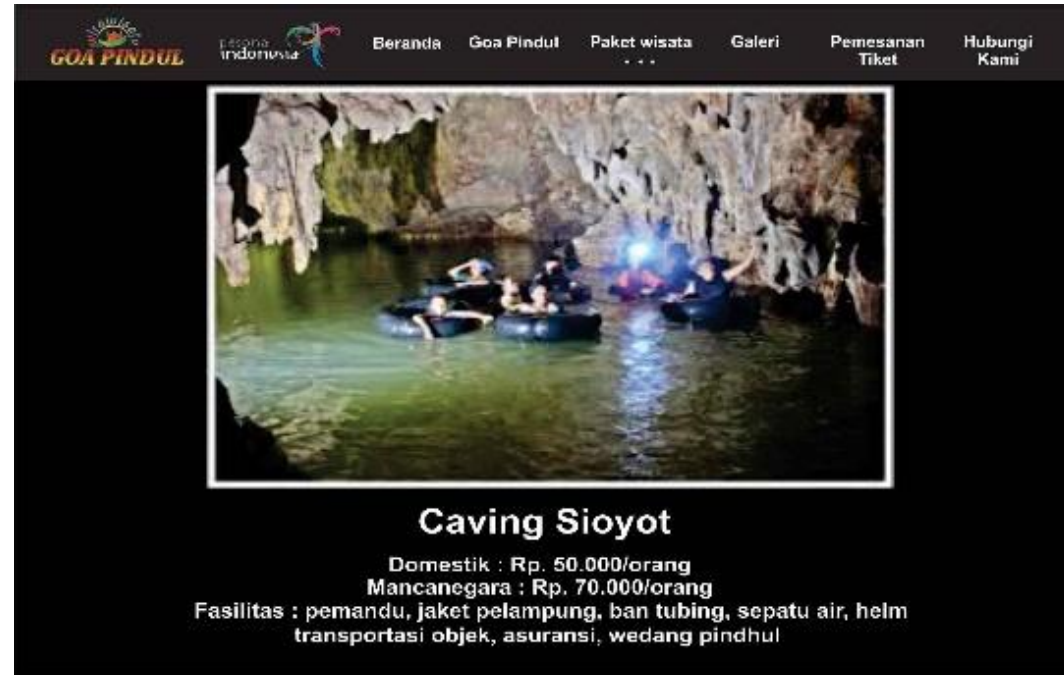 GOA PINDUL
pesona
indonesia
Beranda
Goa Pindul
Paket wisata
...
Galeri
Pemesanan
Tiket
Hubungi
Kami
Caving Sioyot
Domestik : Rp. 50.000/orang
Mancanegara : Rp. 70.000/orang
Fasilitas : pemandu, jaket pelampung, ban tubing, sepatu air, helm
transportasi objek, asuransi, wedang pindhul